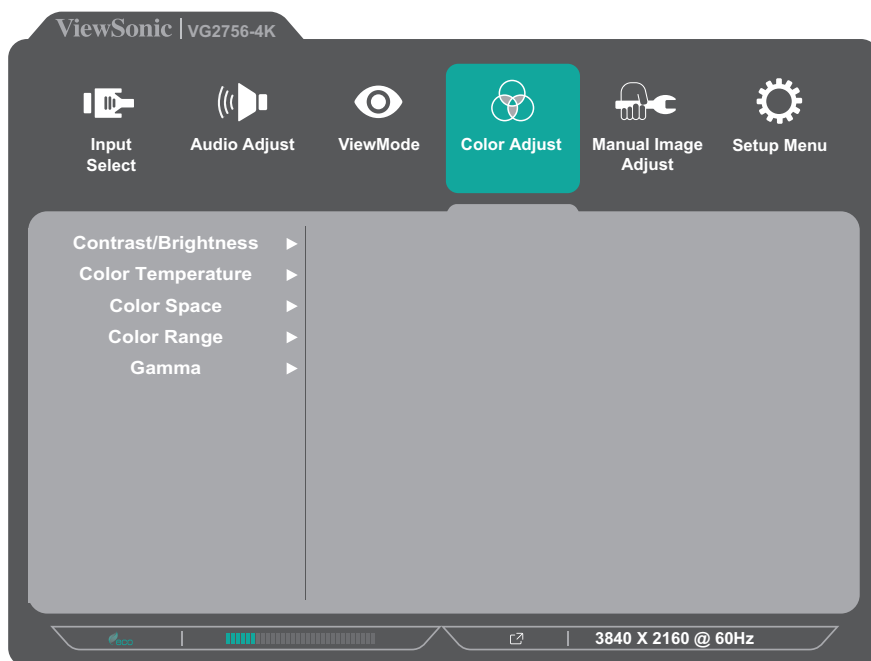 ViewSonic | VG2756-4K
Input Select
Audio Adjust
ViewMode
Color Adjust
Manual Image Adjust
Setup Menu
Contrast/Brightness
Color Temperature
Color Space
Color Range
Gamma
eco
3840 X 2160 @ 60Hz